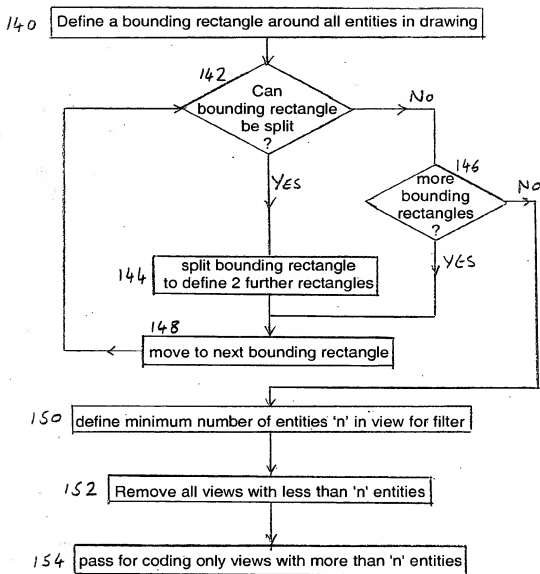 140 Define a bounding rectangle around all entities in drawing
142
Can
bounding rectangle
be split
?
NO
YES
146
more
bounding
rectangles
?
NO
YES
144 split bounding rectangle
to define 2 further rectangles
148
move to next bounding rectangle
150 define minimum number of entities 'n' in view for filter
152 Remove all views with less than 'n' entities
154 pass for coding only views with more than 'n' entities